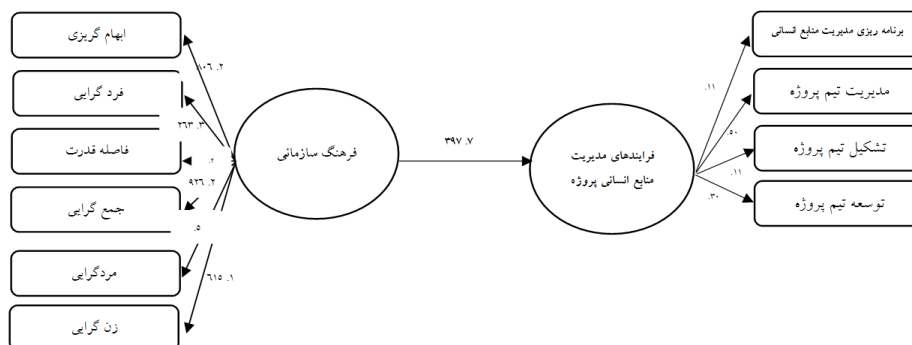 ابهام گریزی
فرد گرایی
فاصله قدرت
جمع گرایی
مردگرایی
زن گرایی
۸۰۶ .۲
۲۶۳ .۳
.۲
۹۲۶ .۲
.۵
۶۱۵ .۱
فرهنگ سازمانی
۳۹۷ .۷
فرایندهای مدیریت
منابع انسانی پروژه
.۱۱
.۵۰
.۱۱
.۳۰
برنامه ریزی مدیریت منابع انسانی
مدیریت تیم پروژه
تشکیل تیم پروژه
توسعه تیم پروژه